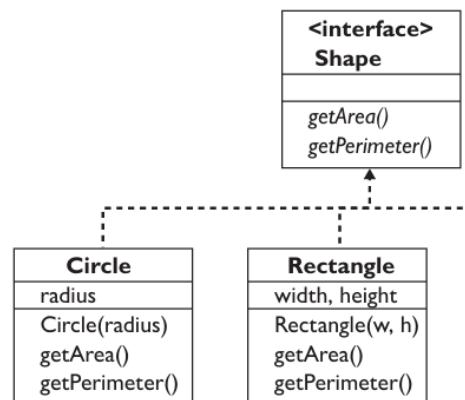 <interface>
Shape
getArea()
getPerimeter()
Circle
radius
Circle(radius)
getArea()
getPerimeter()
Rectangle
width, height
Rectangle(w, h)
getArea()
getPerimeter()